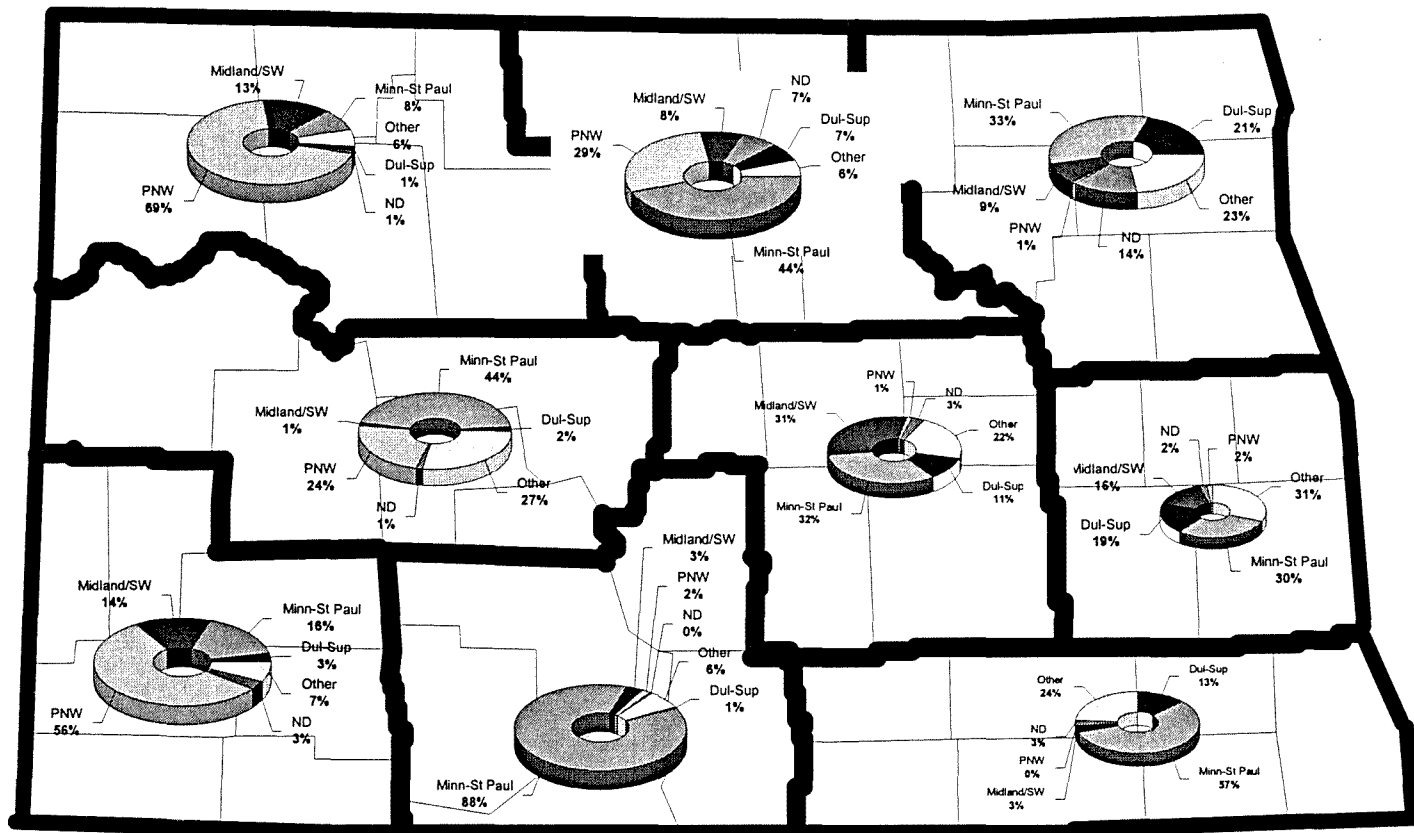 Midland/SW
13%
Minn-St Paul
8%
Other
6%
Dul-Sup
1%
ND
1%
PNW
69%
Midland/SW
8%
ND
7%
Dul-Sup
7%
Other
6%
PNW
29%
Minn-St Paul
44%
Minn-St Paul
33%
Dul-Sup
21%
Midland/SW
9%
Other
23%
PNW
1%
ND
14%
Minn-St Paul
44%
Midland/SW
1%
Dul-Sup
2%
PNW
24%
Other
27%
ND
1%
PNW
1%
ND
3%
Midland/SW
31%
Other
22%
Dul-Sup
11%
Minn-St Paul
32%
ND
2%
PNW
2%
Midland/SW
16%
Other
31%
Dul-Sup
19%
Minn-St Paul
30%
Midland/SW
14%
Minn-St Paul
16%
Dul-Sup
3%
Other
7%
ND
3%
PNW
56%
Midland/SW
3%
PNW
2%
ND
0%
Other
6%
Dul-Sup
1%
Minn-St Paul
88%
Other
24%
Dul-Sup
13%
ND
3%
PNW
0%
Midland/SW
3%
Minn-St Paul
57%